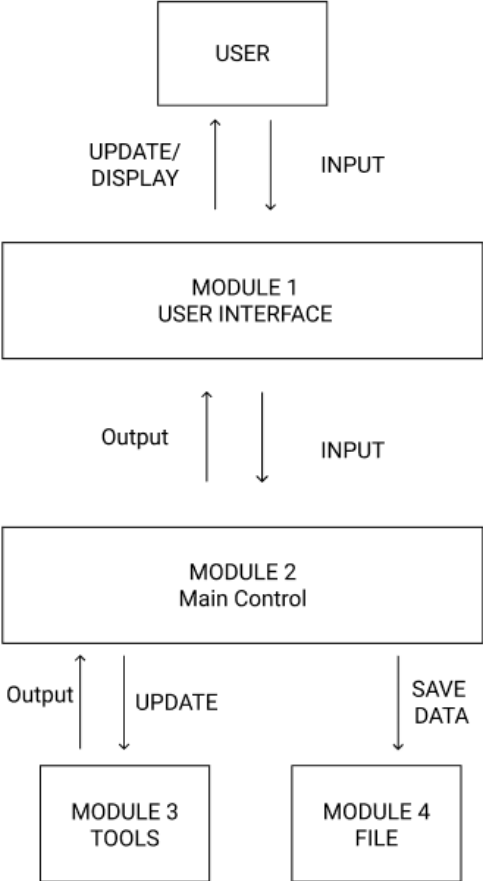 USER
UPDATE/
DISPLAY
INPUT
MODULE 1
USER INTERFACE
Output
INPUT
MODULE 2
Main Control
Output
UPDATE
SAVE
DATA
MODULE 3
TOOLS
MODULE 4
FILE